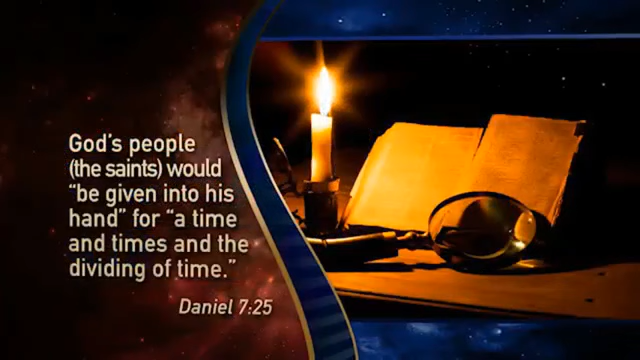 God's people
(the saints) would
“be given into his
hand” for “a time
and times and the
dividing of time.”
Daniel 7:25